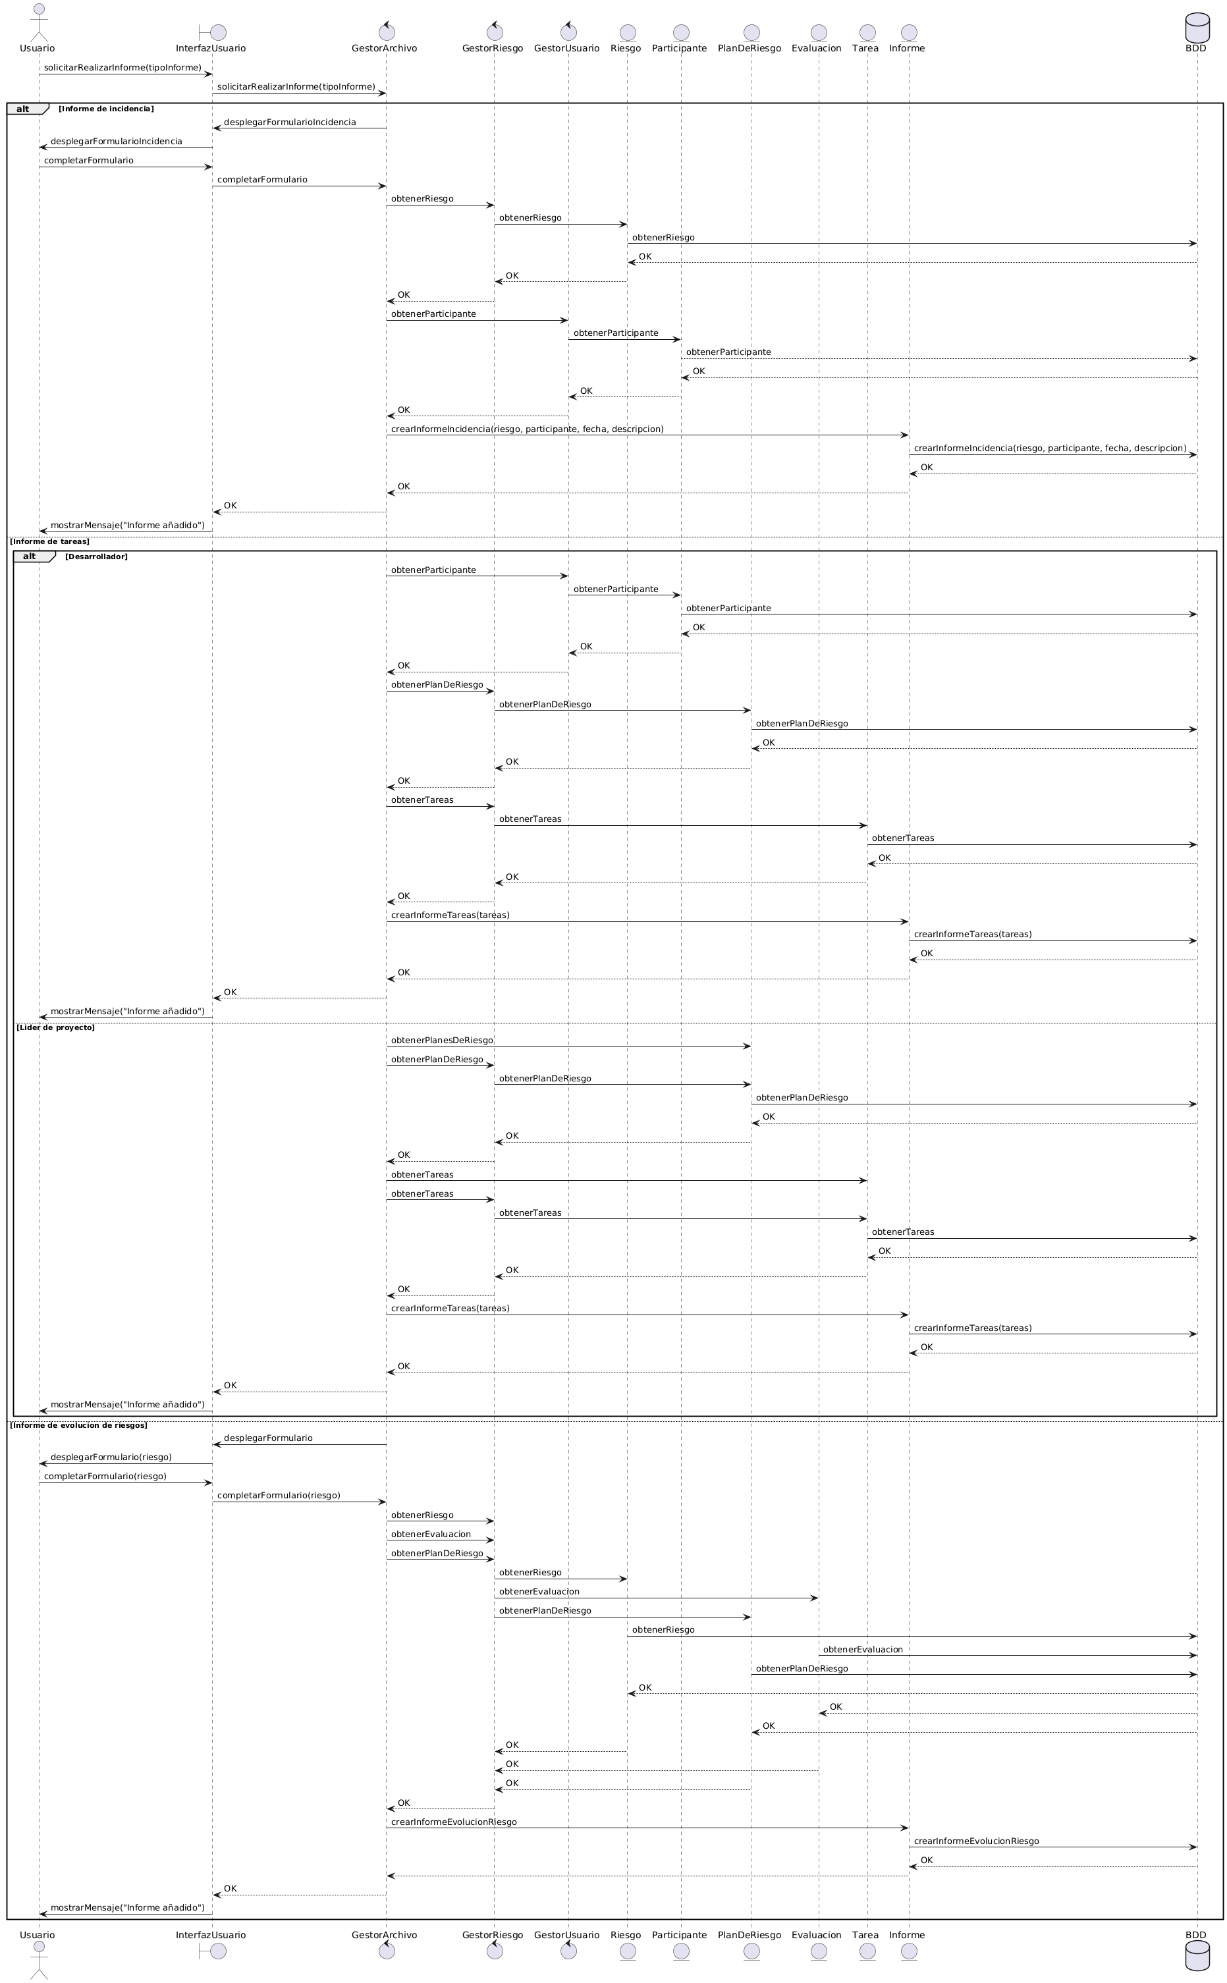 Usuario
InterfazUsuario
GestorArchivo
GestorRiesgo
GestorUsuario
Riesgo
Participante
PlanDeRiesgo
Evaluacion
Tarea
Informe
BDD
solicitarRealizarInforme(tipoInforme)
solicitarRealizarInforme(tipoInforme)
alt [Informe de incidencia]
desplegarFormularioIncidencia
desplegarFormularioIncidencia
completarFormulario
completarFormulario
obtenerRiesgo
obtenerRiesgo
obtenerRiesgo
OK
OK
OK
obtenerParticipante
obtenerParticipante
obtenerParticipante
OK
OK
OK
crearInformeIncidencia(riesgo, participante, fecha, descripcion)
crearInformeIncidencia(riesgo, participante, fecha, descripcion)
OK
OK
OK
mostrarMensaje("Informe añadido")
[Informe de tareas]
alt [Desarrollador]
obtenerParticipante
obtenerParticipante
obtenerParticipante
OK
OK
OK
obtenerPlanDeRiesgo
obtenerPlanDeRiesgo
obtenerPlanDeRiesgo
OK
OK
OK
obtenerTareas
obtenerTareas
obtenerTareas
OK
OK
OK
crearInformeTareas(tareas)
crearInformeTareas(tareas)
OK
OK
OK
mostrarMensaje("Informe añadido")
[Lider de proyecto]
obtenerPlanesDeRiesgo
obtenerPlanDeRiesgo
obtenerPlanDeRiesgo
obtenerPlanDeRiesgo
OK
OK
OK
obtenerTareas
obtenerTareas
obtenerTareas
obtenerTareas
OK
OK
OK
crearInformeTareas(tareas)
crearInformeTareas(tareas)
OK
OK
OK
mostrarMensaje("Informe añadido")
[Informe de evolucion de riesgos]
desplegarFormulario
desplegarFormulario(riesgo)
completarFormulario(riesgo)
completarFormulario(riesgo)
obtenerRiesgo
obtenerEvaluacion
obtenerPlanDeRiesgo
obtenerRiesgo
obtenerEvaluacion
obtenerPlanDeRiesgo
obtenerRiesgo
obtenerEvaluacion
obtenerPlanDeRiesgo
OK
OK
OK
OK
OK
OK
OK
crearInformeEvolucionRiesgo
crearInformeEvolucionRiesgo
OK
OK
mostrarMensaje("Informe añadido")
Usuario
InterfazUsuario
GestorArchivo
GestorRiesgo
GestorUsuario
Riesgo
Participante
PlanDeRiesgo
Evaluacion
Tarea
Informe
BDD